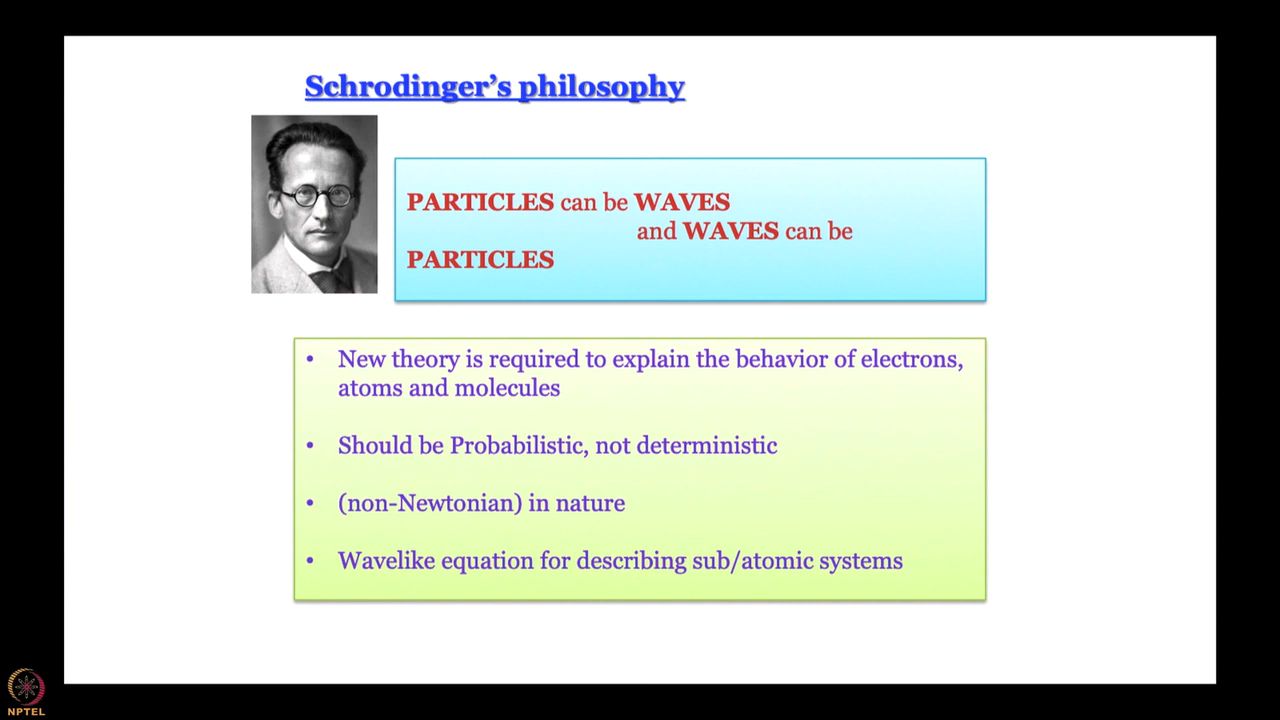 Schrodinger's philosophy
PARTICLES can be WAVES
and WAVES can be
PARTICLES
• New theory is required to explain the behavior of electrons,
atoms and molecules
• Should be Probabilistic, not deterministic
• (non-Newtonian) in nature
• Wavelike equation for describing sub/atomic systems
NPTEL